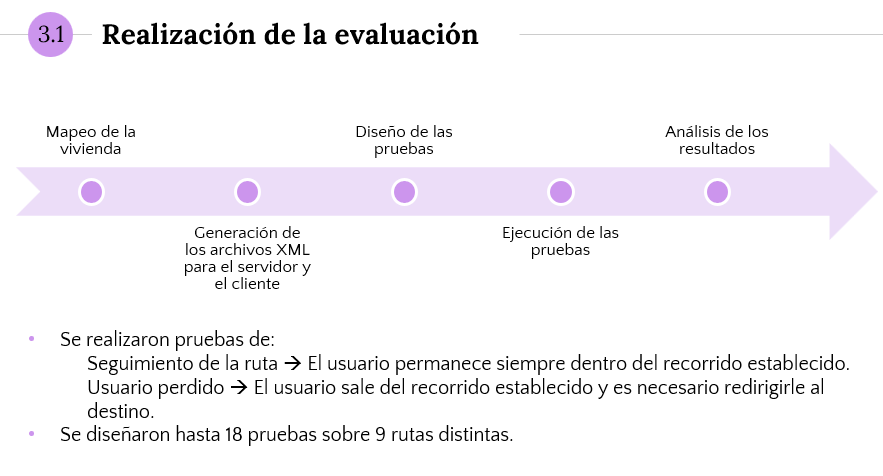 3.1 Realización de la evaluación
Mapeo de la
vivienda
Generación de
los archivos XML
para el servidor y
el cliente
Diseño de las
pruebas
Ejecución de las
pruebas
Análisis de los
resultados
• Se realizaron pruebas de:
Seguimiento de la ruta → El usuario permanece siempre dentro del recorrido establecido.
Usuario perdido → El usuario sale del recorrido establecido y es necesario redirigirle al
destino.
• Se diseñaron hasta 18 pruebas sobre 9 rutas distintas.